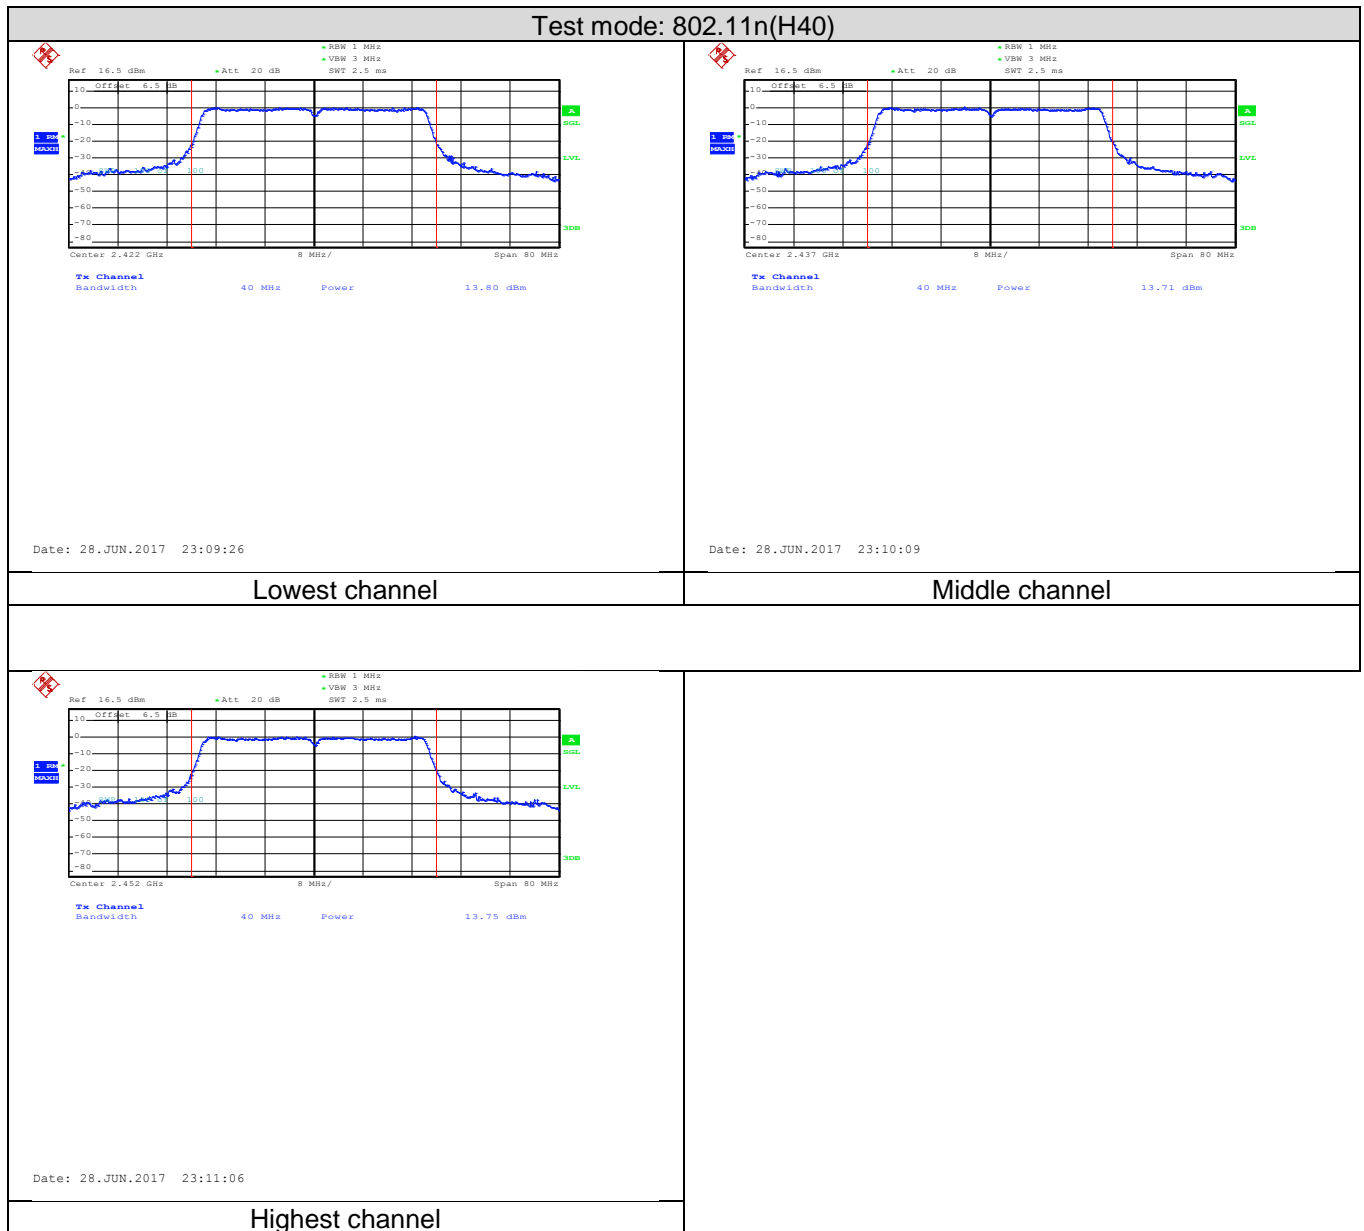 Test mode: 802.11n(H40)
* RBW 1 MHz
* VBW 3 MHz
Ref 16.5 dBm * Att 20 dB SWT 2.5 ms
Offset 6.5 dB
10
0
-10
-20
-30
-50
-60
-70
-80
A
SGL
1 RM *
MAXH
LVL
100
3DB
Center 2.422 GHz 8 MHz/ Span 80 MHz
Tx Channel
Bandwidth 40 MHz Power 13.80 dBm
Date: 28.JUN.2017 23:09:26
Lowest channel
* RBW 1 MHz
* VBW 3 MHz
Ref 16.5 dBm * Att 20 dB SWT 2.5 ms
Offset 6.5 dB
10
0
-10
-20
-30
-50
-60
-70
-80
A
SGL
1 RM *
MAXH
LVL
100
3DB
Center 2.437 GHz 8 MHz/ Span 80 MHz
Tx Channel
Bandwidth 40 MHz Power 13.71 dBm
Date: 28.JUN.2017 23:10:09
Middle channel
* RBW 1 MHz
* VBW 3 MHz
Ref 16.5 dBm * Att 20 dB SWT 2.5 ms
Offset 6.5 dB
10
0
-10
-20
-30
-50
-60
-70
-80
A
SGL
1 RM *
MAXH
LVL
100
3DB
Center 2.452 GHz 8 MHz/ Span 80 MHz
Tx Channel
Bandwidth 40 MHz Power 13.75 dBm
Date: 28.JUN.2017 23:11:06
Highest channel